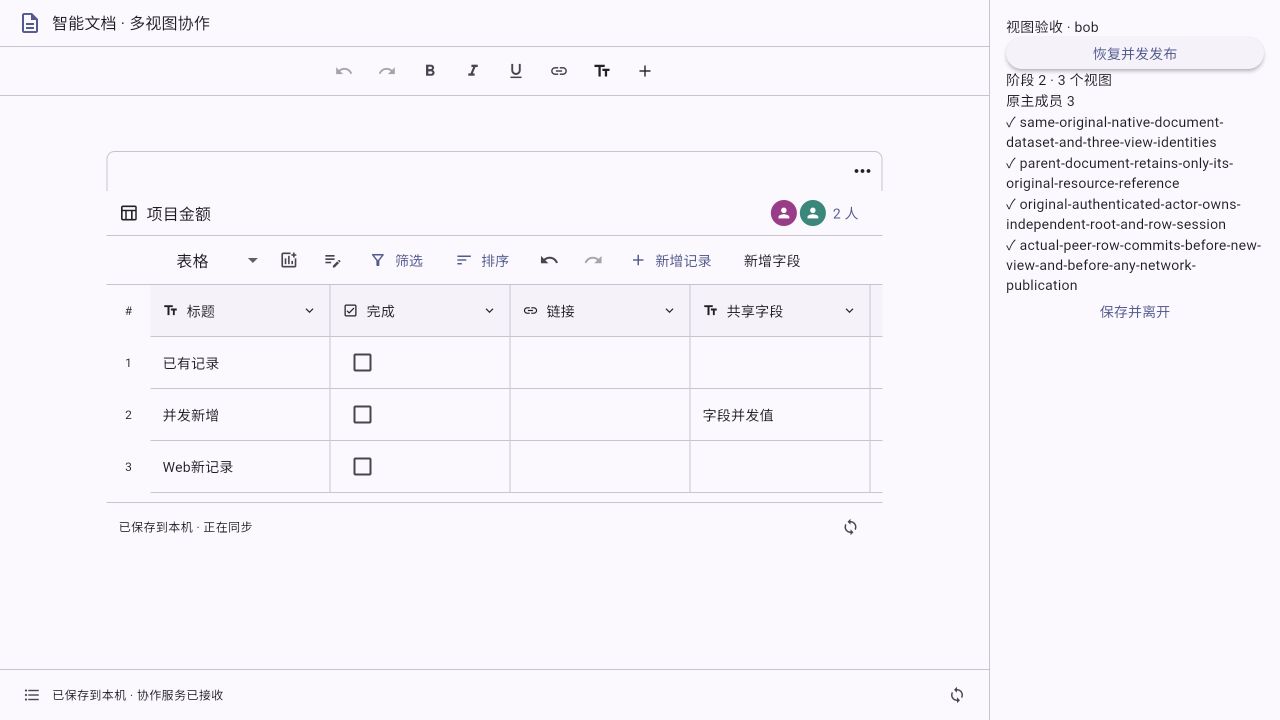 智能文档 · 多视图协作
B I U Tт
项目金额
2 人
表格 筛选 排序 新增记录 新增字段
# Tт 标题 完成 链接 Tт 共享字段
1 已有记录
2 并发新增 字段并发值
3 Web新记录
已保存到本机 · 正在同步
已保存到本机 · 协作服务已接收
视图验收 · bob
恢复并发发布
阶段 2 · 3 个视图
原主成员 3
✓ same-original-native-document-
dataset-and-three-view-identities
✓ parent-document-retains-only-its-
original-resource-reference
✓ original-authenticated-actor-owns-
independent-root-and-row-session
✓ actual-peer-row-commits-before-new-
view-and-before-any-network-
publication
保存并离开